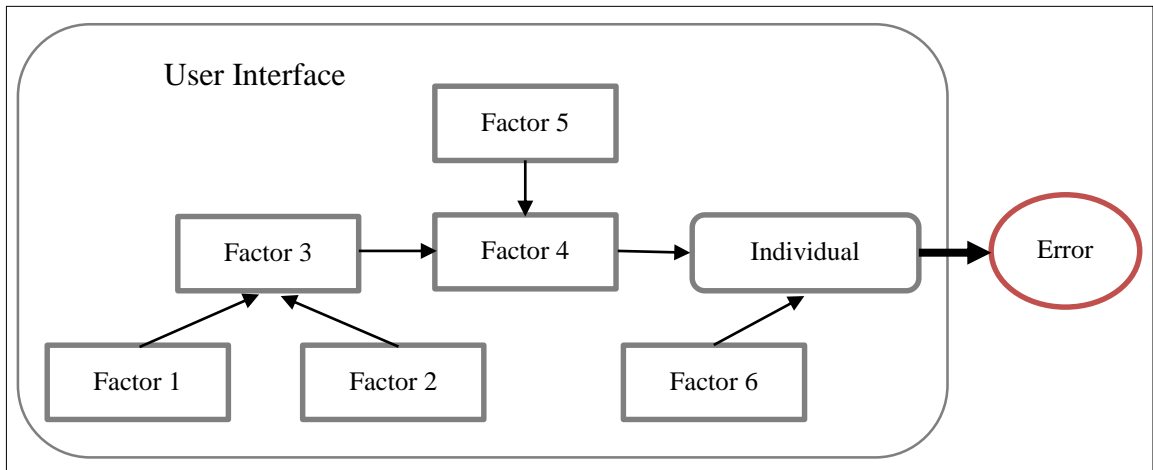 User Interface
Factor 5
Factor 3
Factor 4
Individual
Error
Factor 1
Factor 2
Factor 6